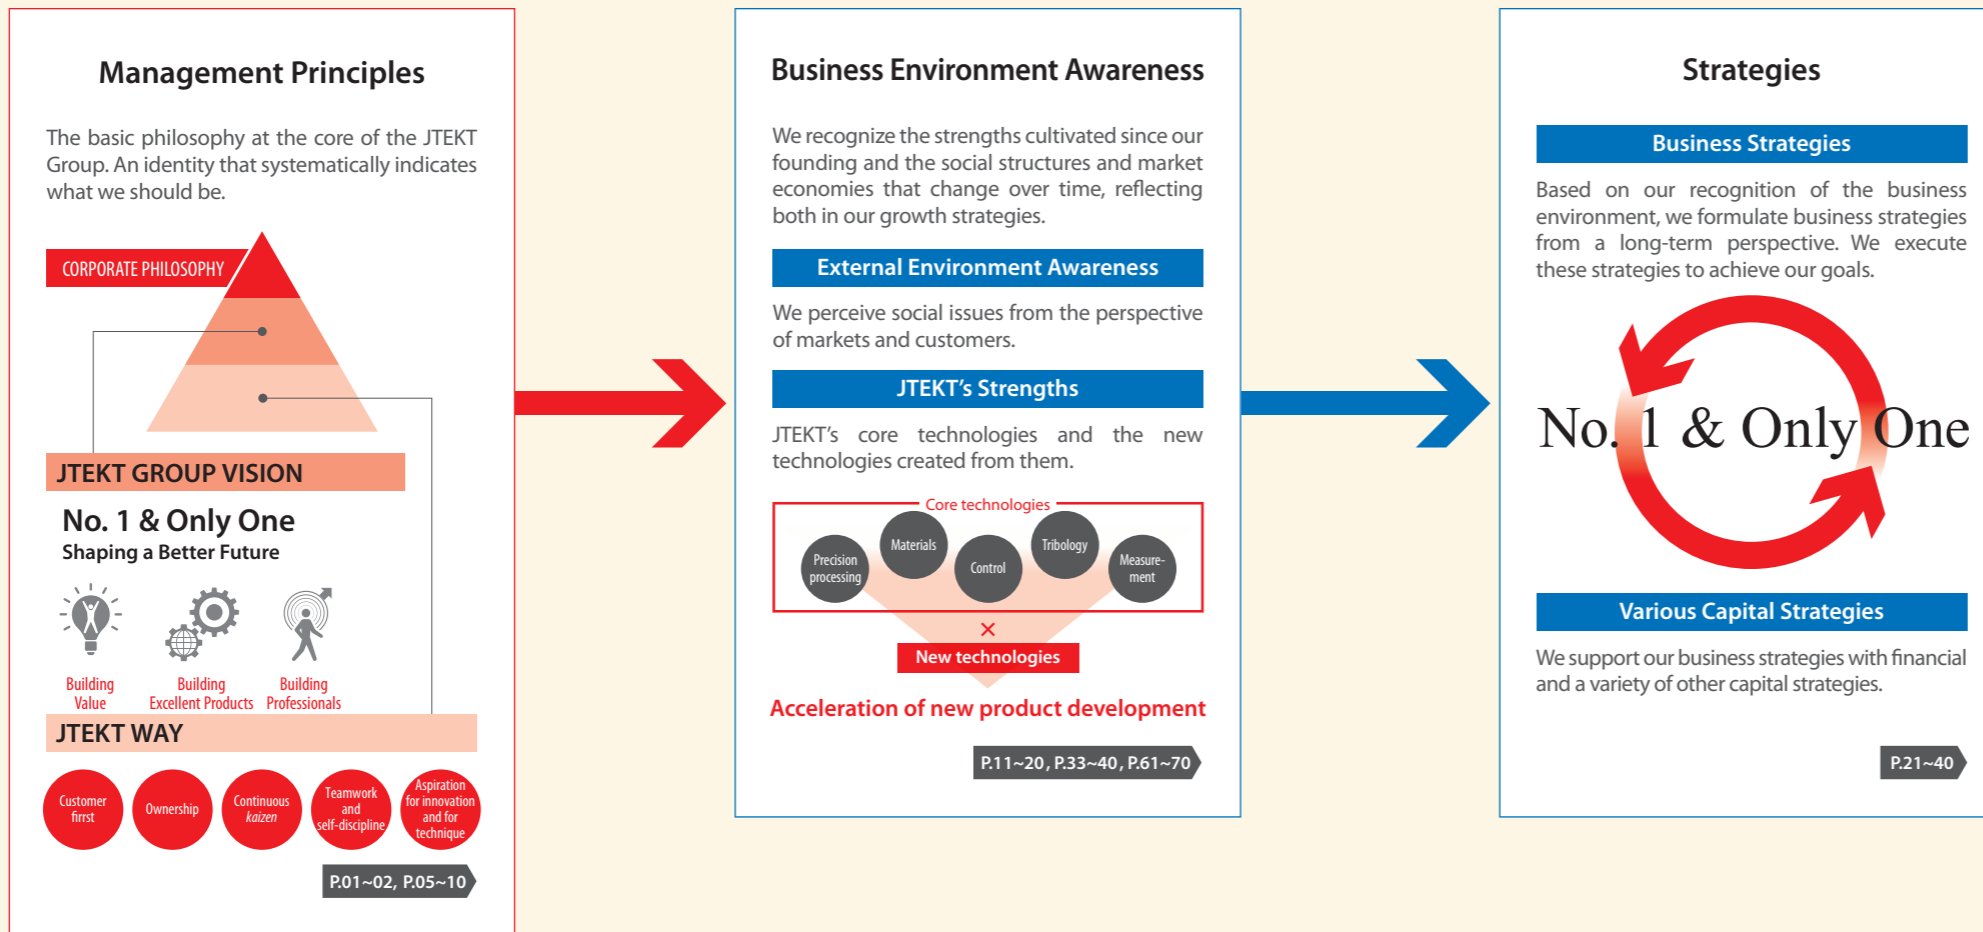 Management Principles
The basic philosophy at the core of the JTEKT
Group. An identity that systematically indicates
what we should be.
CORPORATE PHILOSOPHY
JTEKT GROUP VISION
No. 1 & Only One
Shaping a Better Future
Building
Value
Building
Excellent Products
Building
Professionals
JTEKT WAY
Customer
firrst
Ownership
Continuous
kaizen
Teamwork
and
self-discipline
Aspiration
for innovation
and for
technique
P.01~02, P.05~10
Business Environment Awareness
We recognize the strengths cultivated since our
founding and the social structures and market
economies that change over time, reflecting
both in our growth strategies.
External Environment Awareness
We perceive social issues from the perspective
of markets and customers.
JTEKT’s Strengths
JTEKT’s core technologies and the new
technologies created from them.
Core technologies
Precision
processing
Materials
Control
Tribology
Measure-
ment
×
New technologies
Acceleration of new product development
P.11~20 , P.33~40 , P.61~70
Strategies
Business Strategies
Based on our recognition of the business
environment, we formulate business strategies
from a long-term perspective. We execute
these strategies to achieve our goals.
No. 1 & Only One
Various Capital Strategies
We support our business strategies with financial
and a variety of other capital strategies.
P.21~40